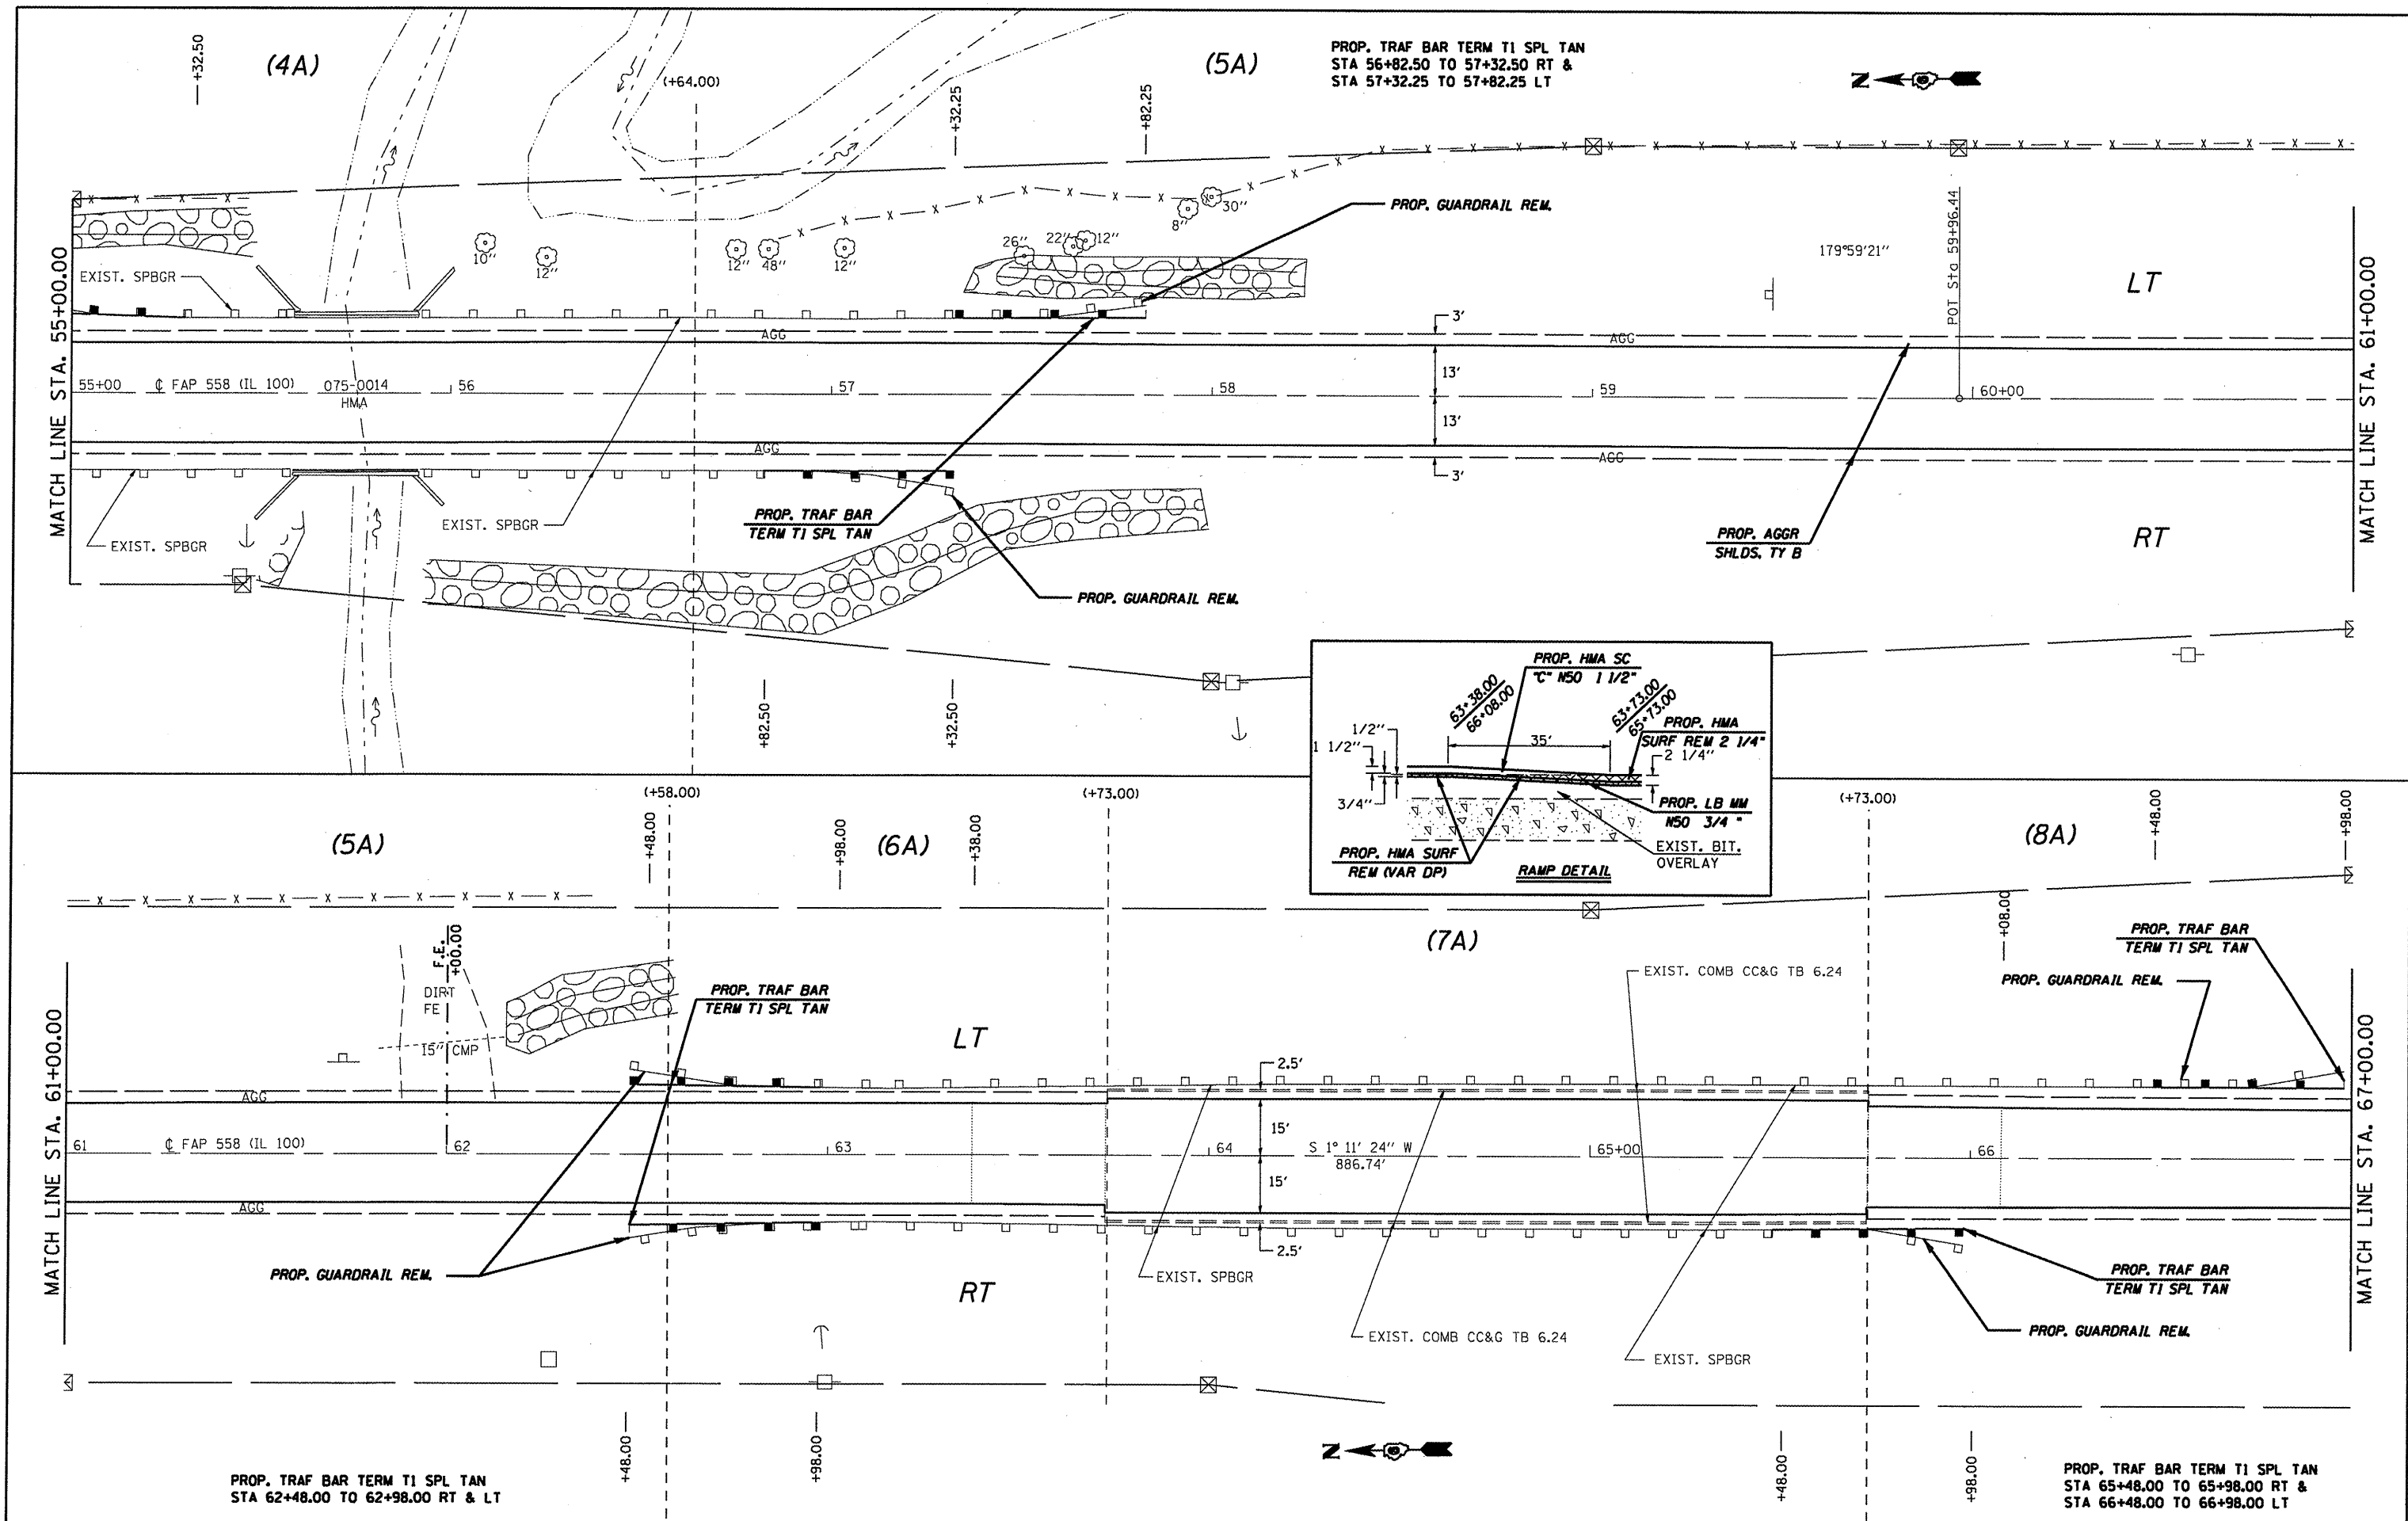 +32.50
(4A)
(+64.00)
(5A)
+32.25
+82.25
PROP. TRAF BAR TERM T1 SPL TAN
STA 56+82.50 TO 57+32.50 RT &
STA 57+32.25 TO 57+82.25 LT
N
MATCH LINE STA. 55+00.00
EXIST. SPBGR
10"
12"
12"
48"
12"
26"
22"
12"
8"
30"
PROP. GUARDRAIL REM.
179°59'21"
POT Sta 59+96.44
LT
MATCH LINE STA. 61+00.00
AGG
AGG
3'
55+00
℄ FAP 558 (IL 100)
075-0014
HMA
56
57
58
13'
13'
59
60+00
AGG
AGG
3'
EXIST. SPBGR
EXIST. SPBGR
PROP. TRAF BAR
TERM T1 SPL TAN
PROP. GUARDRAIL REM.
PROP. AGGR
SHLDS, TY B
RT
+82.50
+32.50
PROP. HMA SC
"C" N50 1 1/2"
63+38.00
66+08.00
63+73.00
65+73.00
PROP. HMA
SURF REM 2 1/4"
35'
1/2"
1 1/2"
2 1/4"
3/4"
PROP. LB MM
N50 3/4 "
EXIST. BIT.
OVERLAY
PROP. HMA SURF
REM (VAR DP)
RAMP DETAIL
(5A)
+48.00
(+58.00)
+98.00
(6A)
+38.00
(+73.00)
(7A)
(+73.00)
(8A)
+08.00
+48.00
+98.00
MATCH LINE STA. 61+00.00
F.E.
+00.00
DIRT
FE
15" CMP
PROP. TRAF BAR
TERM T1 SPL TAN
LT
EXIST. COMB CC&G TB 6.24
PROP. TRAF BAR
TERM T1 SPL TAN
PROP. GUARDRAIL REM.
MATCH LINE STA. 67+00.00
AGG
2.5'
61
℄ FAP 558 (IL 100)
62
63
64
15'
15'
S 1° 11' 24" W
886.74'
65+00
66
AGG
2.5'
PROP. GUARDRAIL REM.
RT
EXIST. SPBGR
EXIST. COMB CC&G TB 6.24
EXIST. SPBGR
PROP. TRAF BAR
TERM T1 SPL TAN
PROP. GUARDRAIL REM.
+48.00
+98.00
N
+48.00
+98.00
PROP. TRAF BAR TERM T1 SPL TAN
STA 62+48.00 TO 62+98.00 RT & LT
PROP. TRAF BAR TERM T1 SPL TAN
STA 65+48.00 TO 65+98.00 RT &
STA 66+48.00 TO 66+98.00 LT